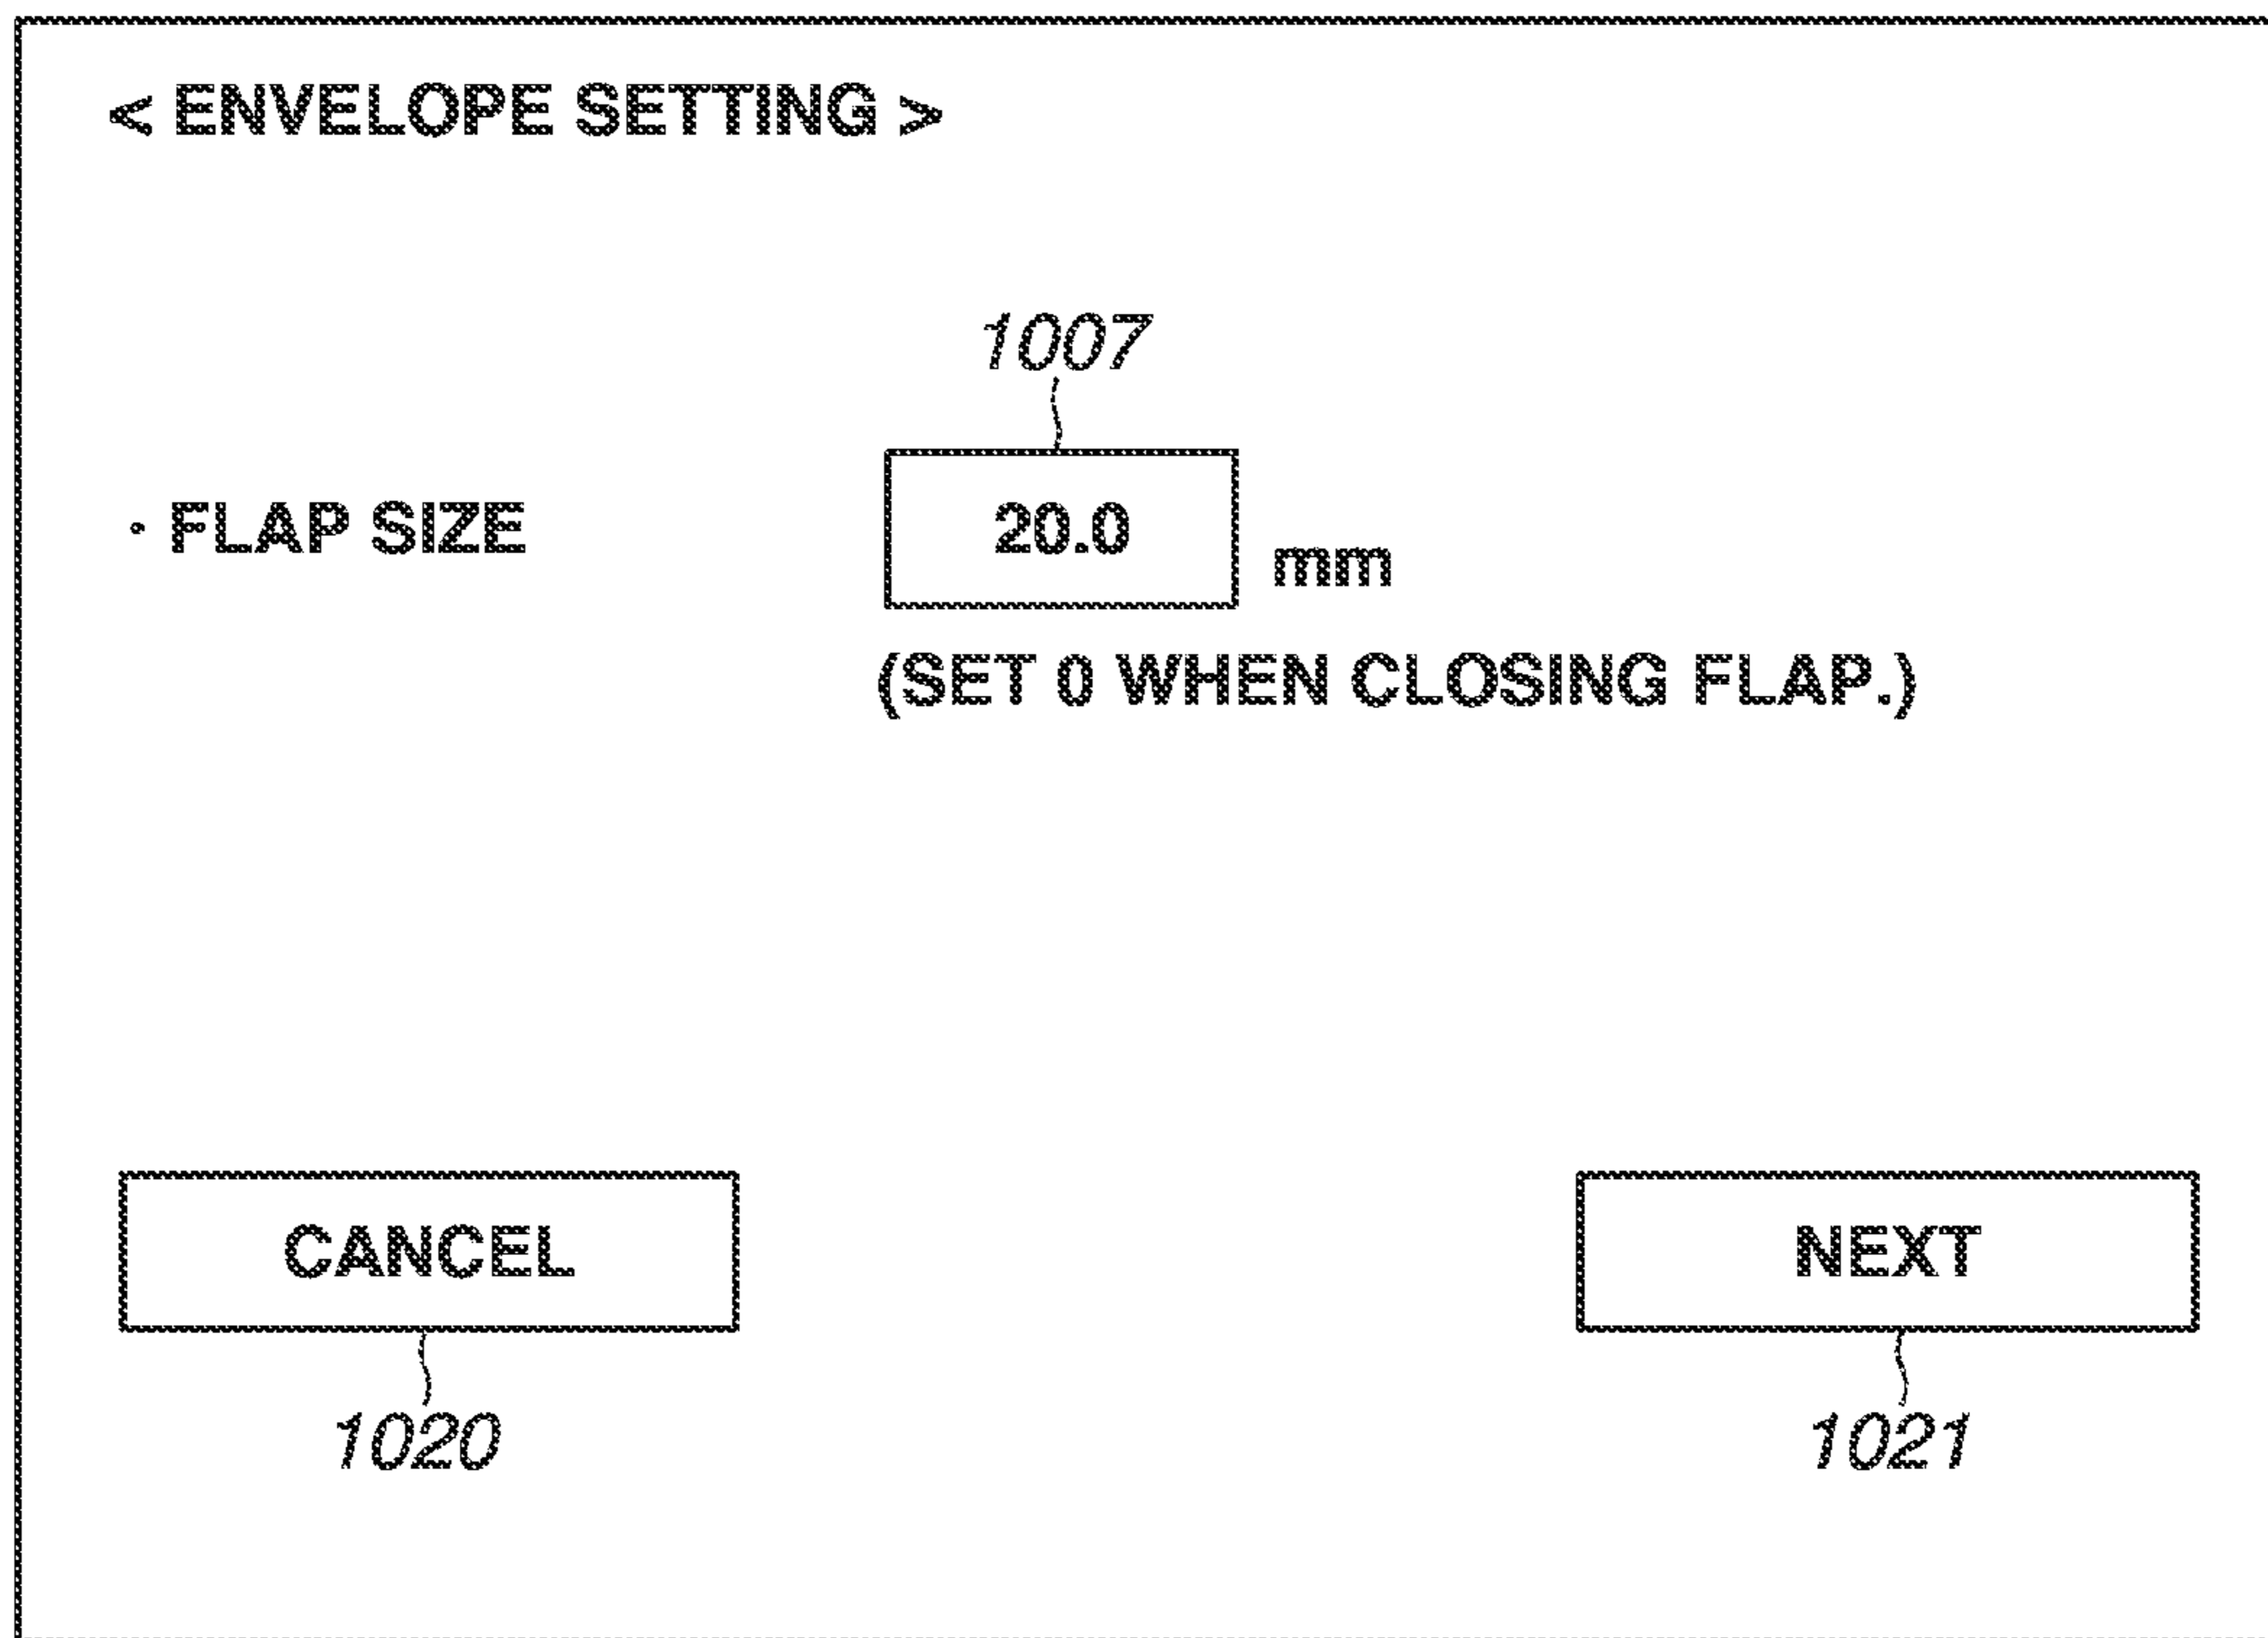 < ENVELOPE SETTING >
1007
· FLAP SIZE 20.0 mm
(SET 0 WHEN CLOSING FLAP.)
CANCEL NEXT
1020 1021